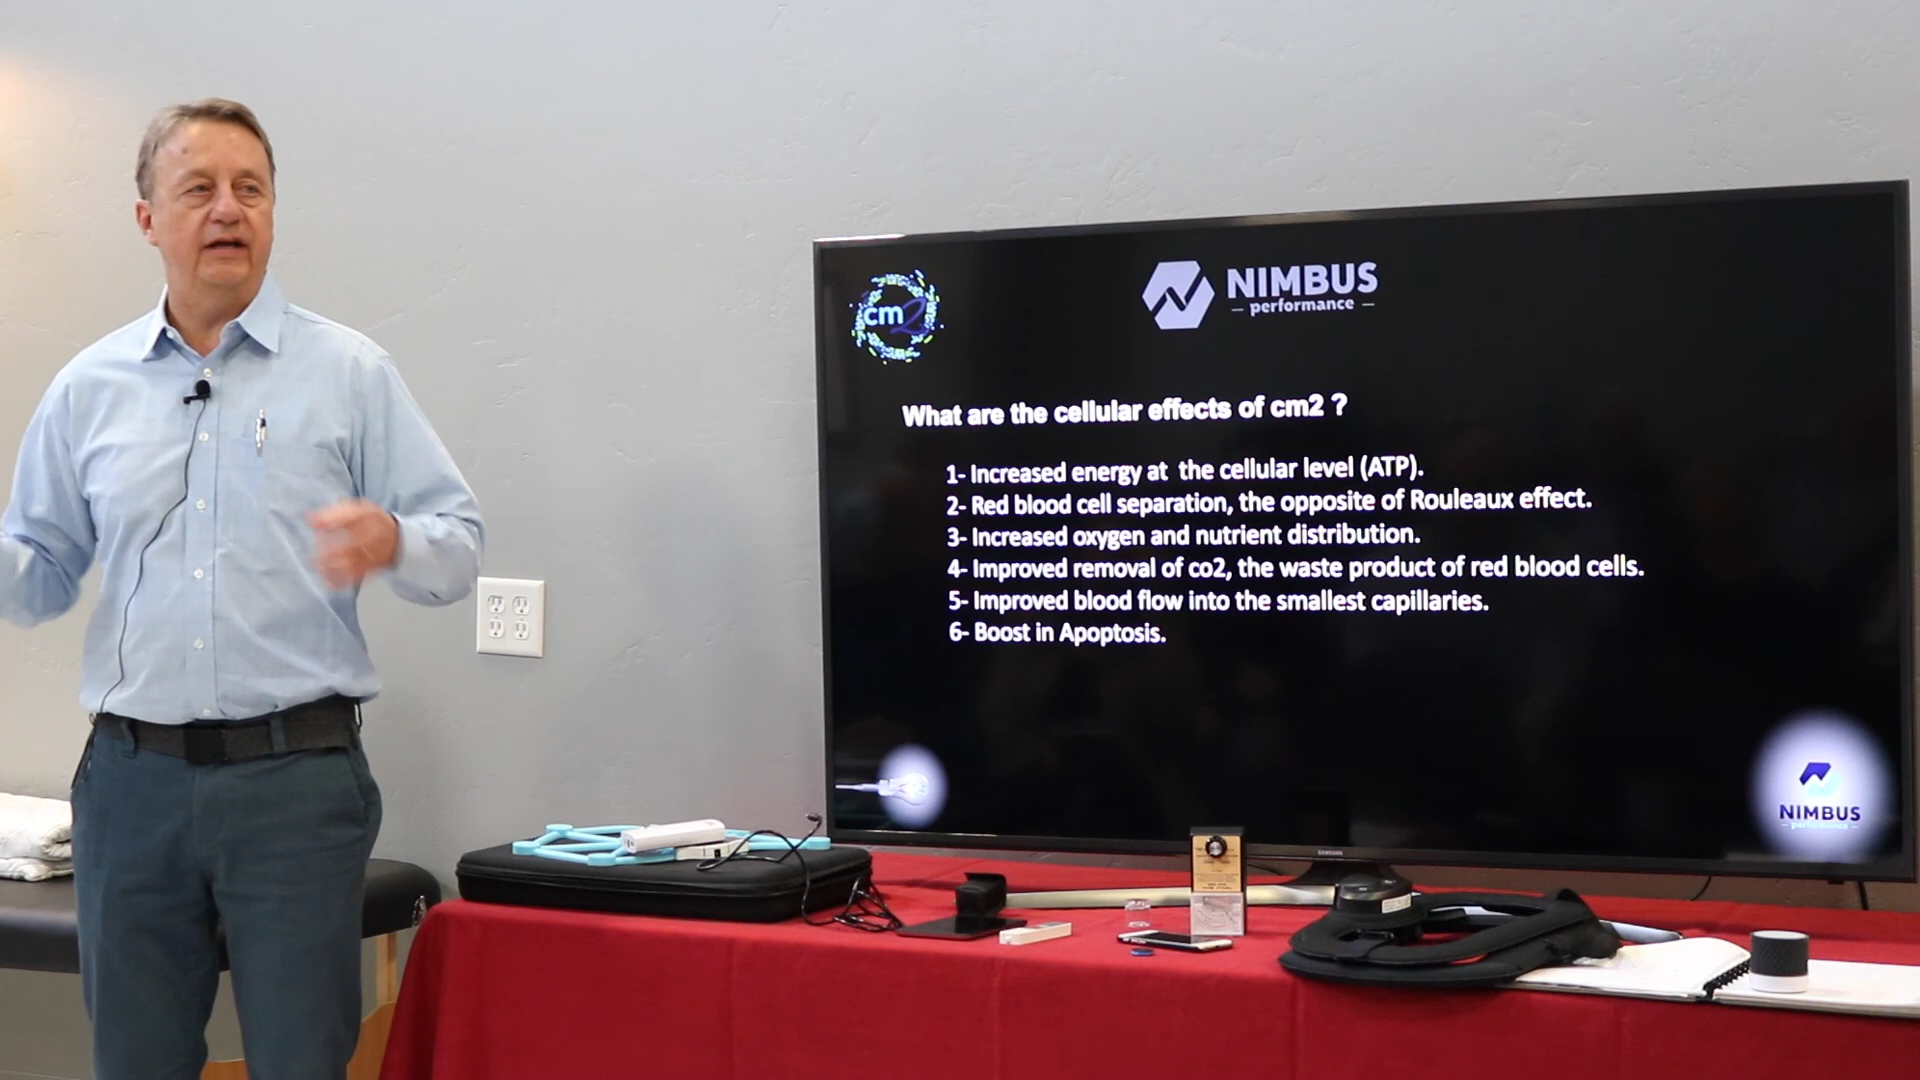 cm2
NIMBUS
performance
What are the cellular effects of cm2 ?
1- Increased energy at the cellular level (ATP).
2- Red blood cell separation, the opposite of Rouleaux effect.
3- Increased oxygen and nutrient distribution.
4- Improved removal of co2, the waste product of red blood cells.
5- Improved blood flow into the smallest capillaries.
6- Boost in Apoptosis.
NIMBUS
performance
SAMSUNG